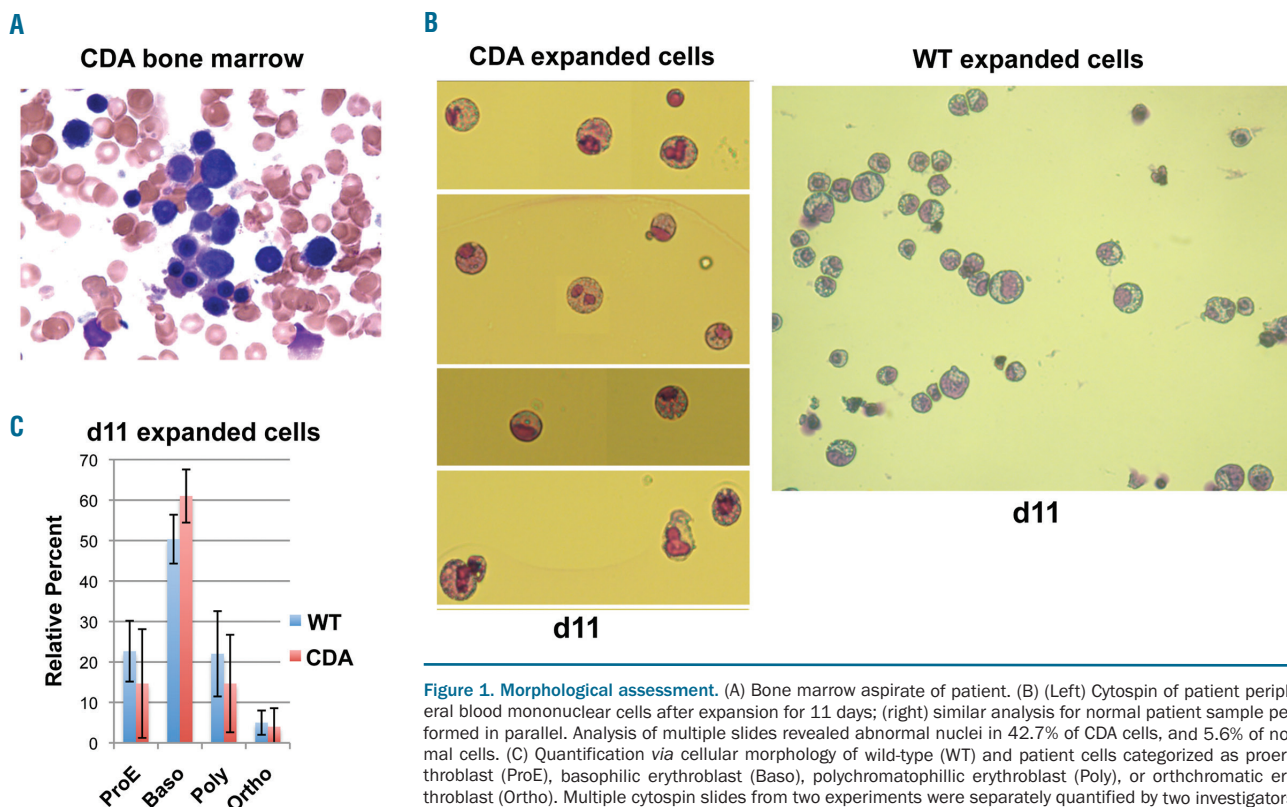 A
CDA bone marrow
B
CDA expanded cells
WT expanded cells
d11
d11
C
d11 expanded cells
Relative Percent
70
60
50
40
30
20
10
0
WT
CDA
ProE
Baso
Poly
Ortho
Figure 1. Morphological assessment. (A) Bone marrow aspirate of patient. (B) (Left) Cytospin of patient periph-
eral blood mononuclear cells after expansion for 11 days; (right) similar analysis for normal patient sample pe
formed in parallel. Analysis of multiple slides revealed abnormal nuclei in 42.7% of CDA cells, and 5.6% of no
mal cells. (C) Quantification via cellular morphology of wild-type (WT) and patient cells categorized as proer
throblast (ProE), basophilic erythroblast (Baso), polychromatophillic erythroblast (Poly), or orthchromatic er
throblast (Ortho). Multiple cytospin slides from two experiments were separately quantified by two investigator